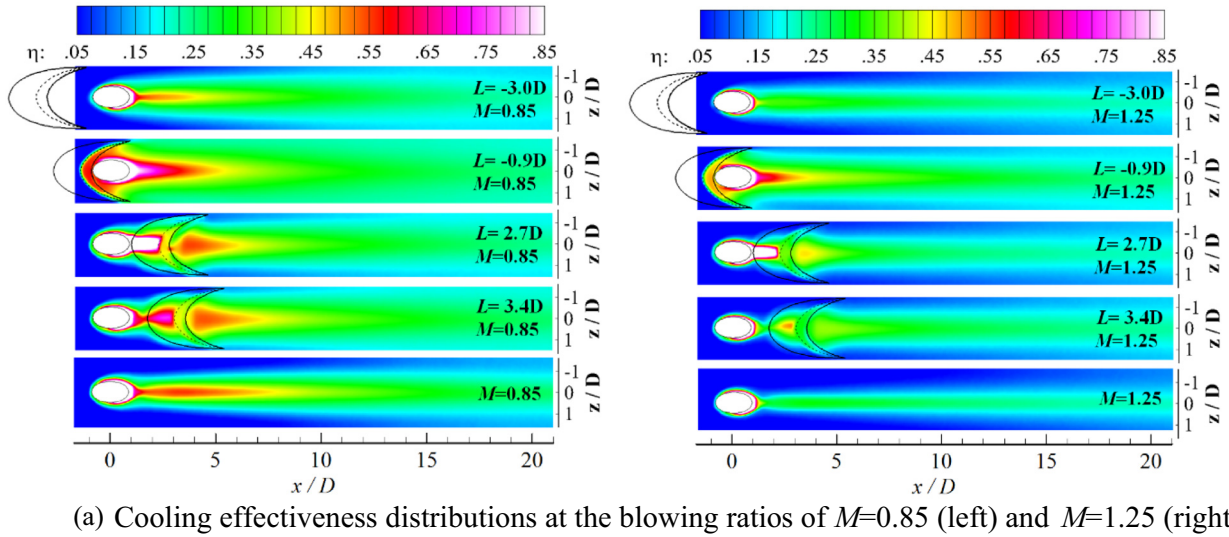 η: .05 .15 .25 .35 .45 .55 .65 .75 .85
L= -3.0D
M=0.85
-1
0
1
z / D
L= -0.9D
M=0.85
-1
0
1
z / D
L= 2.7D
M=0.85
-1
0
1
z / D
L= 3.4D
M=0.85
-1
0
1
z / D
M=0.85
-1
0
1
z / D
0 5 10 15 20
x / D
η: .05 .15 .25 .35 .45 .55 .65 .75 .85
L= -3.0
M=1.25
-1
0
1
z / D
L= -0.9D
M=1.25
-1
0
1
z / D
L= 2.7D
M=1.25
-1
0
1
z / D
L= 3.4D
M=1.25
-1
0
1
z / D
M=1.25
-1
0
1
z / D
0 5 10 15 20
x / D
(a) Cooling effectiveness distributions at the blowing ratios of M=0.85 (left) and M=1.25 (right